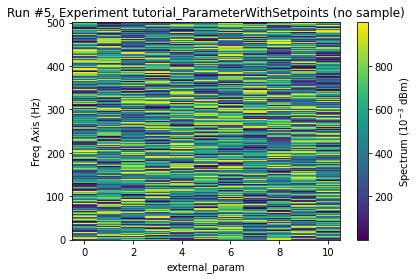 Run #5, Experiment tutorial_ParameterWithSetpoints (no sample)
500
400
300
200
100
0
Freq Axis (Hz)
0 2 4 6 8 10
external_param
800
600
400
200
Spectrum (10⁻³ dBm)